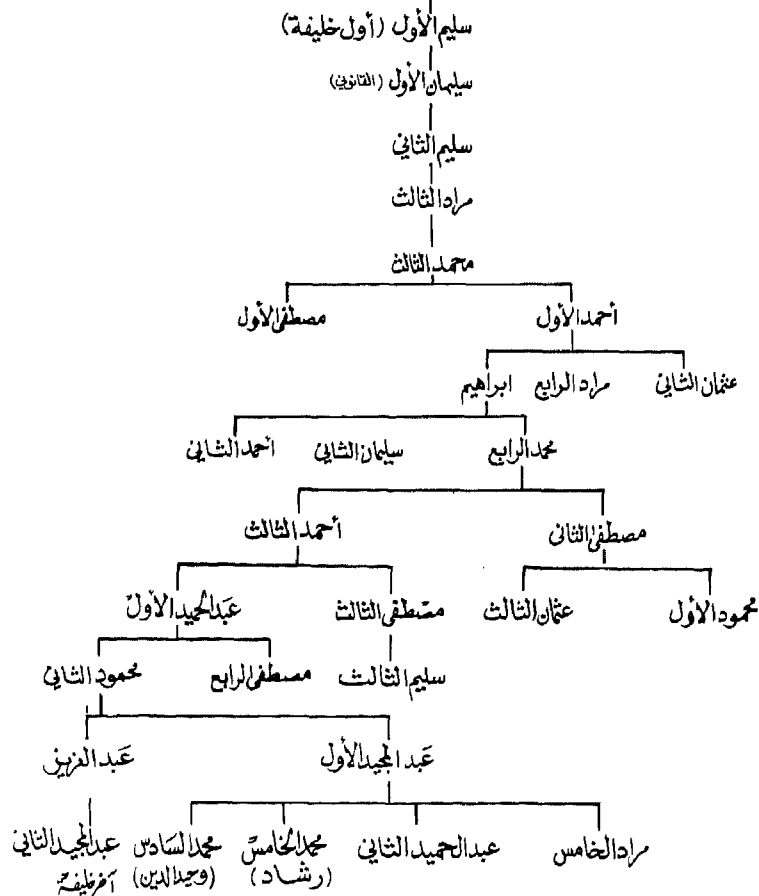 سليم الأول (أول خليفة)
سليمان الأول (القانوني)
سليم الثاني
مراد الثالث
محمد الثالث
أحمد الأول
مصطفى الأول
عثمان الثاني
مراد الرابع
ابراهيم
محمد الرابع
سليمان الثاني
أحمد الثاني
مصطفى الثاني
أحمد الثالث
محمود الأول
عثمان الثالث
مصطفى الثالث
عبد الحميد الأول
سليم الثالث
مصطفى الرابع
محمود الثاني
عبد المجيد الأول
عبد العزيز
مراد الخامس
عبد الحميد الثاني
محمد الخامس
(رشاد)
محمد السادس
(وحيد الدين)
عبد المجيد الثاني
آخر خليفة